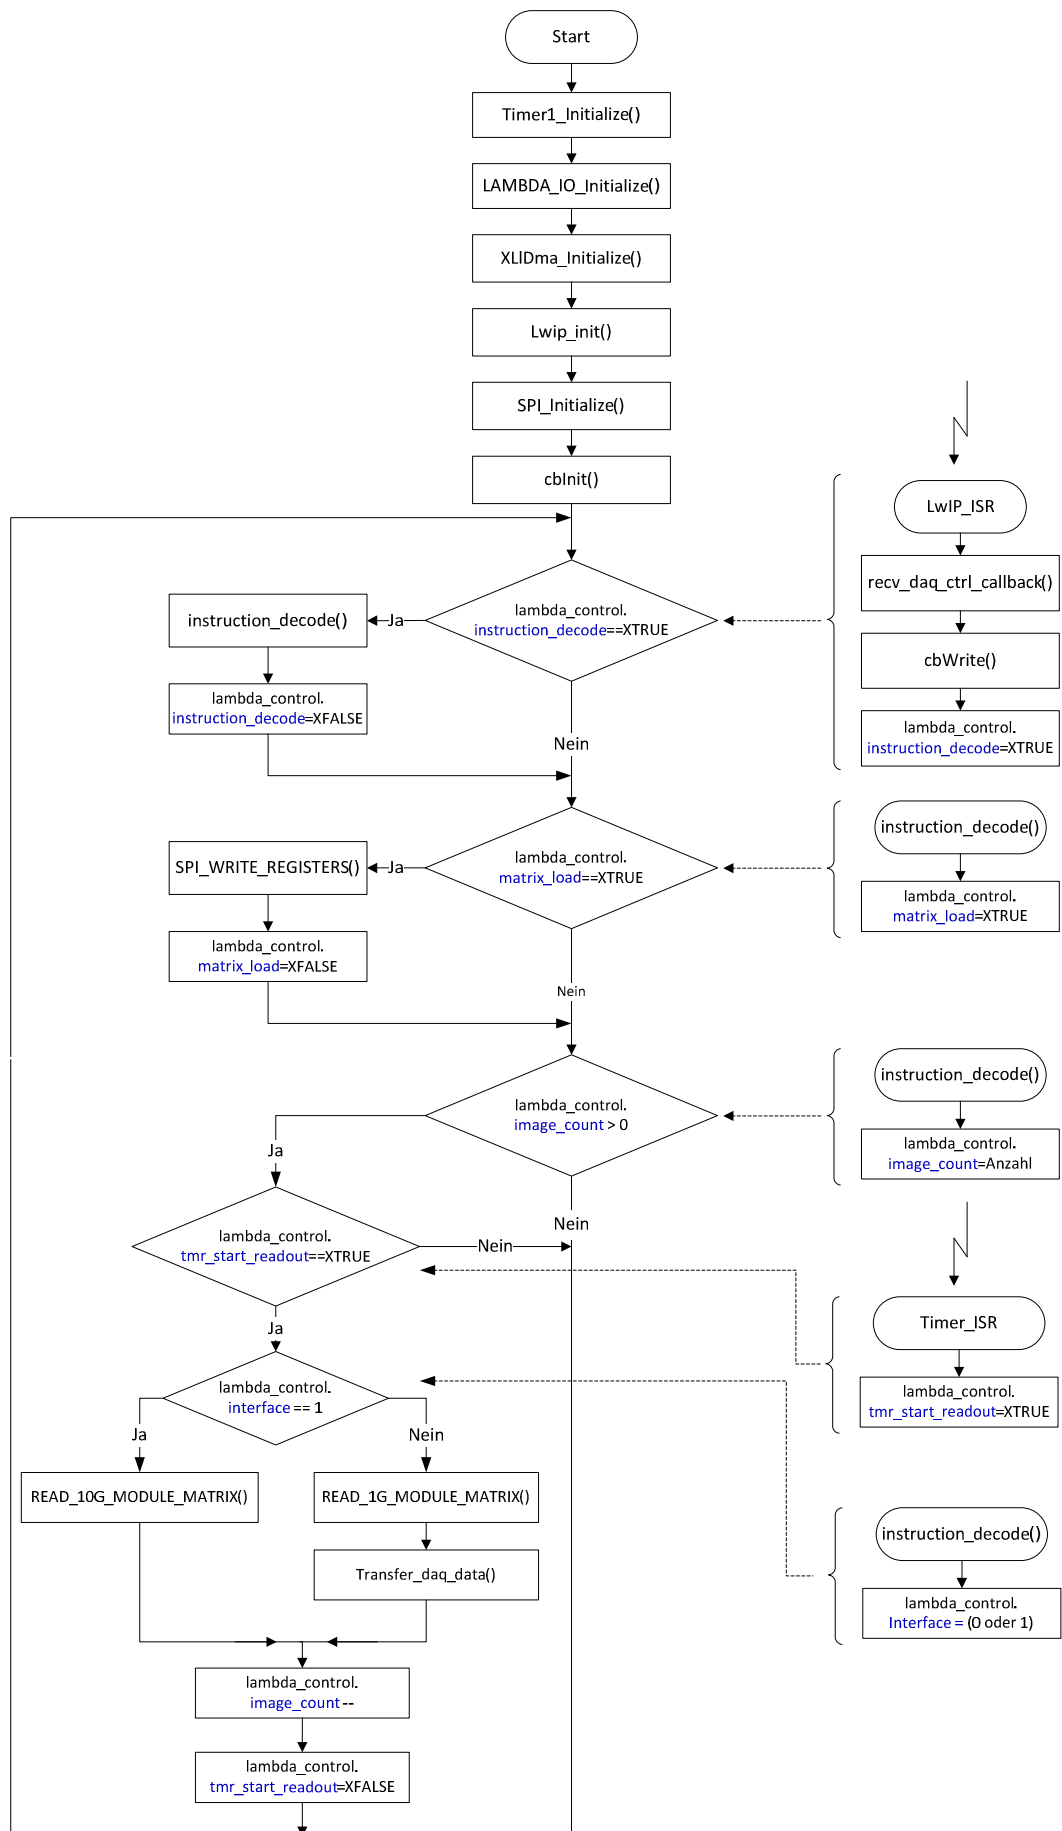 Start
Timer1_Initialize()
LAMBDA_IO_Initialize()
XLlDma_Initialize()
Lwip_init()
SPI_Initialize()
cbInit()
LwIP_ISR
recv_daq_ctrl_callback()
cbWrite()
lambda_control.
instruction_decode=XTRUE
lambda_control.
instruction_decode==XTRUE
Ja
instruction_decode()
lambda_control.
instruction_decode=XFALSE
Nein
instruction_decode()
lambda_control.
matrix_load=XTRUE
lambda_control.
matrix_load==XTRUE
Ja
SPI_WRITE_REGISTERS()
lambda_control.
matrix_load=XFALSE
Nein
instruction_decode()
lambda_control.
image_count=Anzahl
lambda_control.
image_count > 0
Ja
Nein
lambda_control.
tmr_start_readout==XTRUE
Nein
Ja
Timer_ISR
lambda_control.
tmr_start_readout=XTRUE
lambda_control.
interface == 1
Ja
Nein
READ_10G_MODULE_MATRIX()
READ_1G_MODULE_MATRIX()
Transfer_daq_data()
instruction_decode()
lambda_control.
Interface = (0 oder 1)
lambda_control.
image_count --
lambda_control.
tmr_start_readout=XFALSE